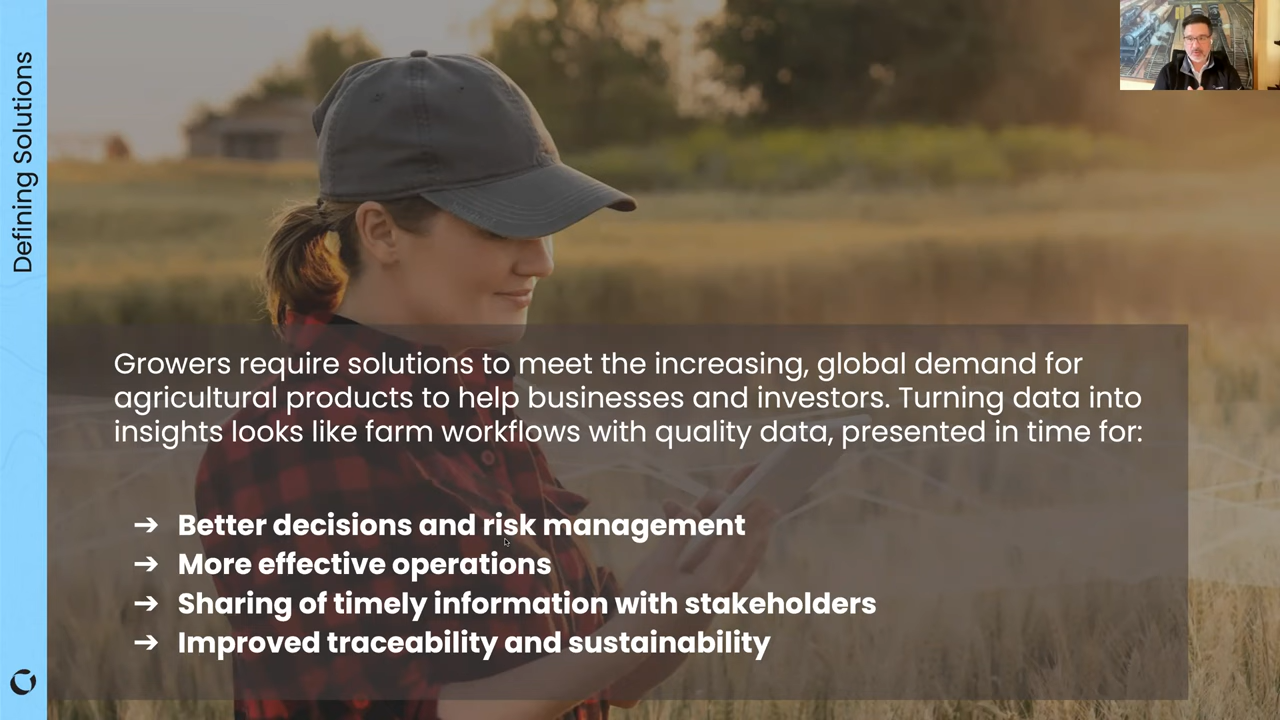 Defining Solutions
Growers require solutions to meet the increasing, global demand for
agricultural products to help businesses and investors. Turning data into
insights looks like farm workflows with quality data, presented in time for:
➔ Better decisions and risk management
➔ More effective operations
➔ Sharing of timely information with stakeholders
➔ Improved traceability and sustainability